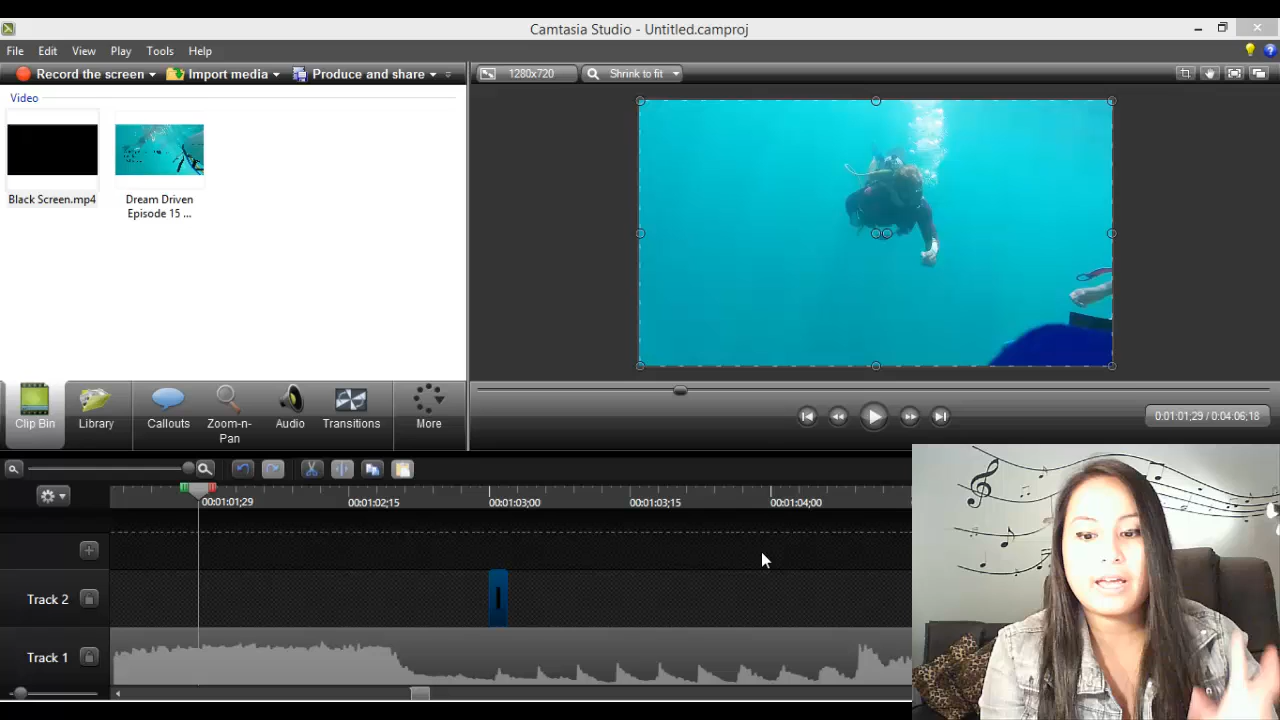 Camtasia Studio - Untitled.camproj
File Edit View Play Tools Help
Record the screen Import media Produce and share
1280x720 Shrink to fit
Video
Black Screen.mp4
Dream Driven
Episode 15 ...
Clip Bin Library Callouts Zoom-n-
Pan Audio Transitions More
0:01:01;29 / 0:04:06;18
00:01:01;29 00:01:02;15 00:01:03;00 00:01:03;15 00:01:04;00
Track 2
Track 1